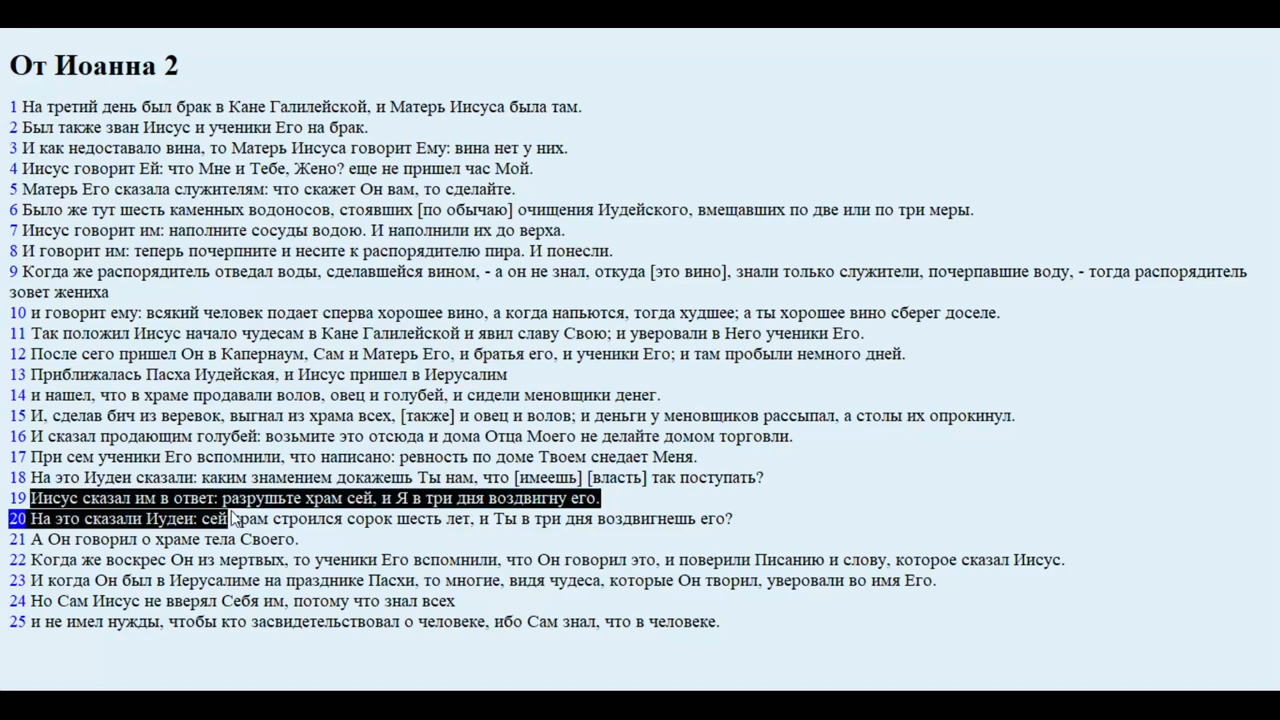 От Иоанна 2
1 На третий день был брак в Кане Галилейской, и Матерь Иисуса была там.
2 Был также зван Иисус и ученики Его на брак.
3 И как недоставало вина, то Матерь Иисуса говорит Ему: вина нет у них.
4 Иисус говорит Ей: что Мне и Тебе, Жено? еще не пришел час Мой.
5 Матерь Его сказала служителям: что скажет Он вам, то сделайте.
6 Было же тут шесть каменных водоносов, стоявших [по обычаю] очищения Иудейского, вмещавших по две или по три меры.
7 Иисус говорит им: наполните сосуды водою. И наполнили их до верха.
8 И говорит им: теперь почерпните и несите к распорядителю пира. И понесли.
9 Когда же распорядитель отведал воды, сделавшейся вином, - а он не знал, откуда [это вино], знали только служители, почерпавшие воду, - тогда распорядитель
зовет жениха
10 и говорит ему: всякий человек подает сперва хорошее вино, а когда напьются, тогда худшее; а ты хорошее вино сберег доселе.
11 Так положил Иисус начало чудесам в Кане Галилейской и явил славу Свою; и уверовали в Него ученики Его.
12 После сего пришел Он в Капернаум, Сам и Матерь Его, и братья его, и ученики Его; и там пробыли немного дней.
13 Приближалась Пасха Иудейская, и Иисус пришел в Иерусалим
14 и нашел, что в храме продавали волов, овец и голубей, и сидели меновщики денег.
15 И, сделав бич из веревок, выгнал из храма всех, [также] и овец и волов; и деньги у меновщиков рассыпал, а столы их опрокинул.
16 И сказал продающим голубей: возьмите это отсюда и дома Отца Моего не делайте домом торговли.
17 При сем ученики Его вспомнили, что написано: ревность по доме Твоем снедает Меня.
18 На это Иудеи сказали: каким знамением докажешь Ты нам, что [имеешь] [власть] так поступать?
19 Иисус сказал им в ответ: разрушьте храм сей, и Я в три дня воздвигну его.
20 На это сказали Иудеи: сей храм строился сорок шесть лет, и Ты в три дня воздвигнешь его?
21 А Он говорил о храме тела Своего.
22 Когда же воскрес Он из мертвых, то ученики Его вспомнили, что Он говорил это, и поверили Писанию и слову, которое сказал Иисус.
23 И когда Он был в Иерусалиме на празднике Пасхи, то многие, видя чудеса, которые Он творил, уверовали во имя Его.
24 Но Сам Иисус не вверял Себя им, потому что знал всех
25 и не имел нужды, чтобы кто засвидетельствовал о человеке, ибо Сам знал, что в человеке.